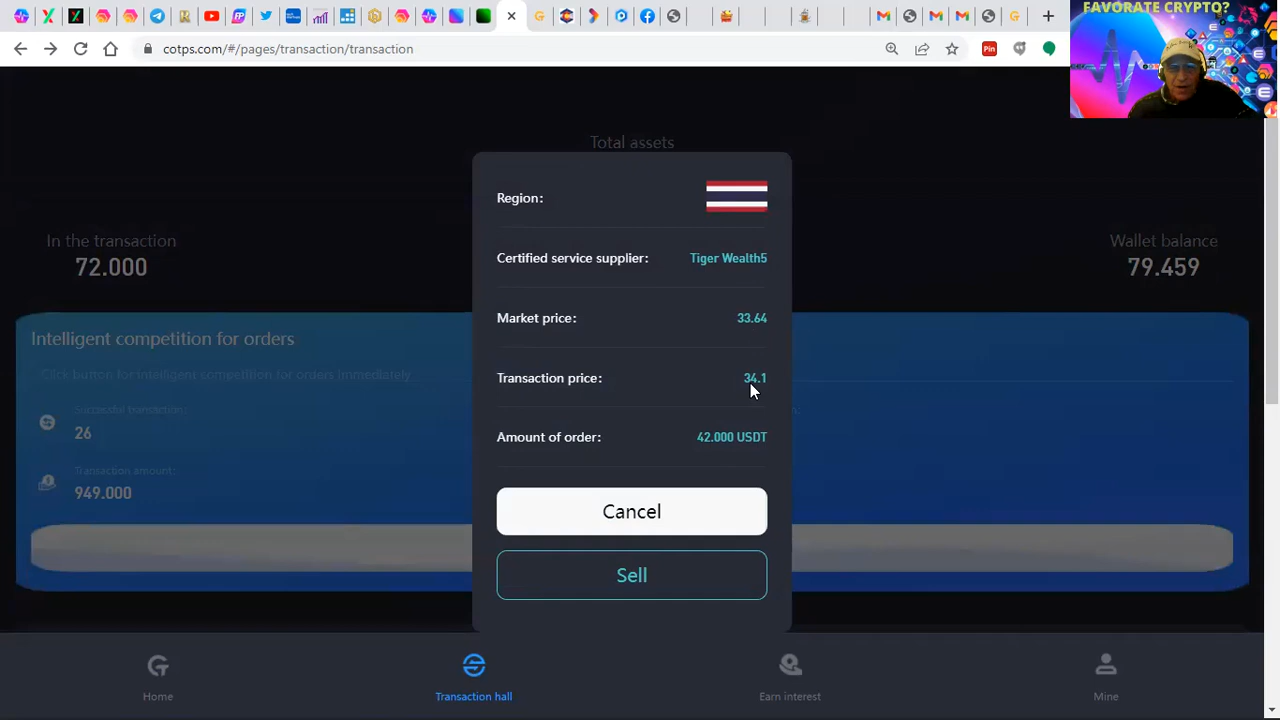 FAVORATE CRYPTO?
cotps.com/#/pages/transaction/transaction
Pin
Total assets
In the transaction
72.000
Wallet balance
79.459
Region:
Certified service supplier:
Tiger Wealth5
Market price:
33.64
Transaction price:
34.1
Amount of order:
42.000 USDT
Cancel
Sell
Intelligent competition for orders
Click button for intelligent competition for orders immediately.
Successful transdction:
26
Transaction amount:
949.000
Home
Transaction hall
Earn interest
Mine